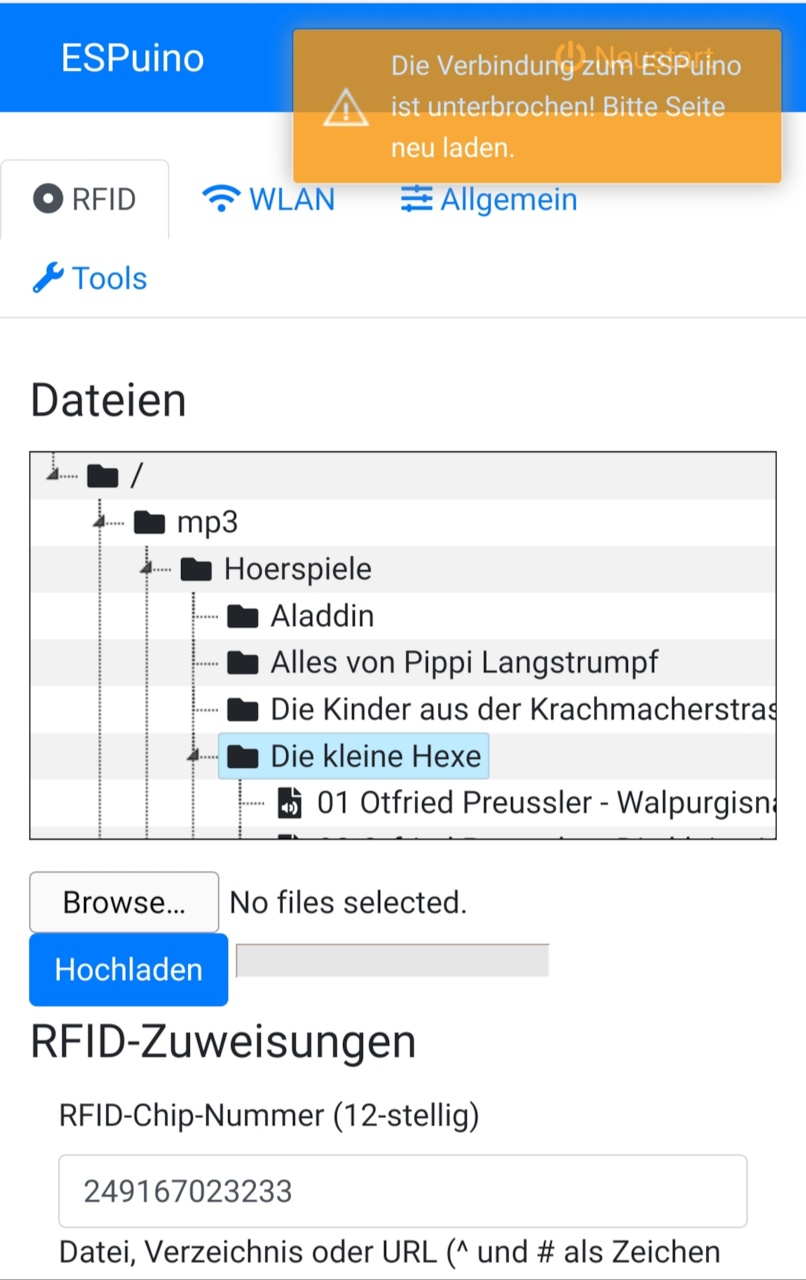 ESPuino
Neustart
Die Verbindung zum ESPuino
ist unterbrochen! Bitte Seite
neu laden.
RFID
WLAN
Allgemein
Tools
Dateien
/
mp3
Hoerspiele
Aladdin
Alles von Pippi Langstrumpf
Die Kinder aus der Krachmacherstras
Die kleine Hexe
01 Otfried Preussler - Walpurgisna
Browse... No files selected.
Hochladen
RFID-Zuweisungen
RFID-Chip-Nummer (12-stellig)
249167023233
Datei, Verzeichnis oder URL (^ und # als Zeichen